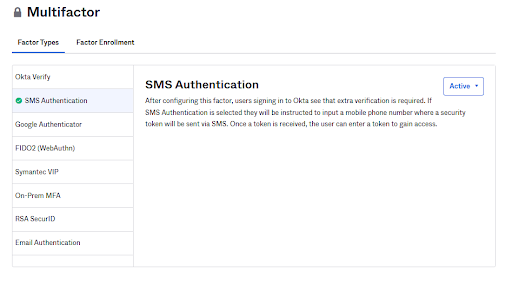 Multifactor
Factor Types Factor Enrollment
Okta Verify
SMS Authentication
Google Authenticator
FIDO2 (WebAuthn)
Symantec VIP
On-Prem MFA
RSA SecurID
Email Authentication
SMS Authentication
Active
After configuring this factor, users signing in to Okta see that extra verification is required. If
SMS Authentication is selected they will be instructed to input a mobile phone number where a security
token will be sent via SMS. Once a token is received, the user can enter a token to gain access.